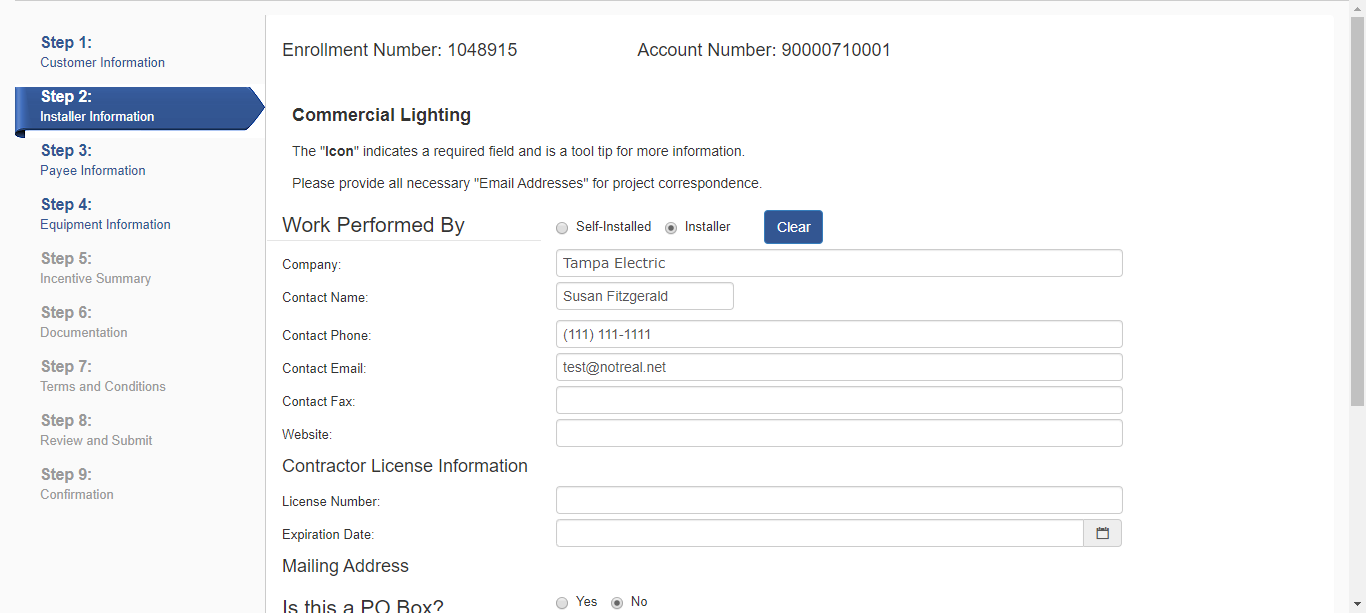 Step 1:
Customer Information
Step 2:
Installer Information
Step 3:
Payee Information
Step 4:
Equipment Information
Step 5:
Incentive Summary
Step 6:
Documentation
Step 7:
Terms and Conditions
Step 8:
Review and Submit
Step 9:
Confirmation
Enrollment Number: 1048915 Account Number: 90000710001
Commercial Lighting
The "Icon" indicates a required field and is a tool tip for more information.
Please provide all necessary "Email Addresses" for project correspondence.
Work Performed By Self-Installed Installer Clear
Company: Tampa Electric
Contact Name: Susan Fitzgerald
Contact Phone: (111) 111-1111
Contact Email: test@notreal.net
Contact Fax:
Website:
Contractor License Information
License Number:
Expiration Date:
Mailing Address
Is this a PO Box? Yes No